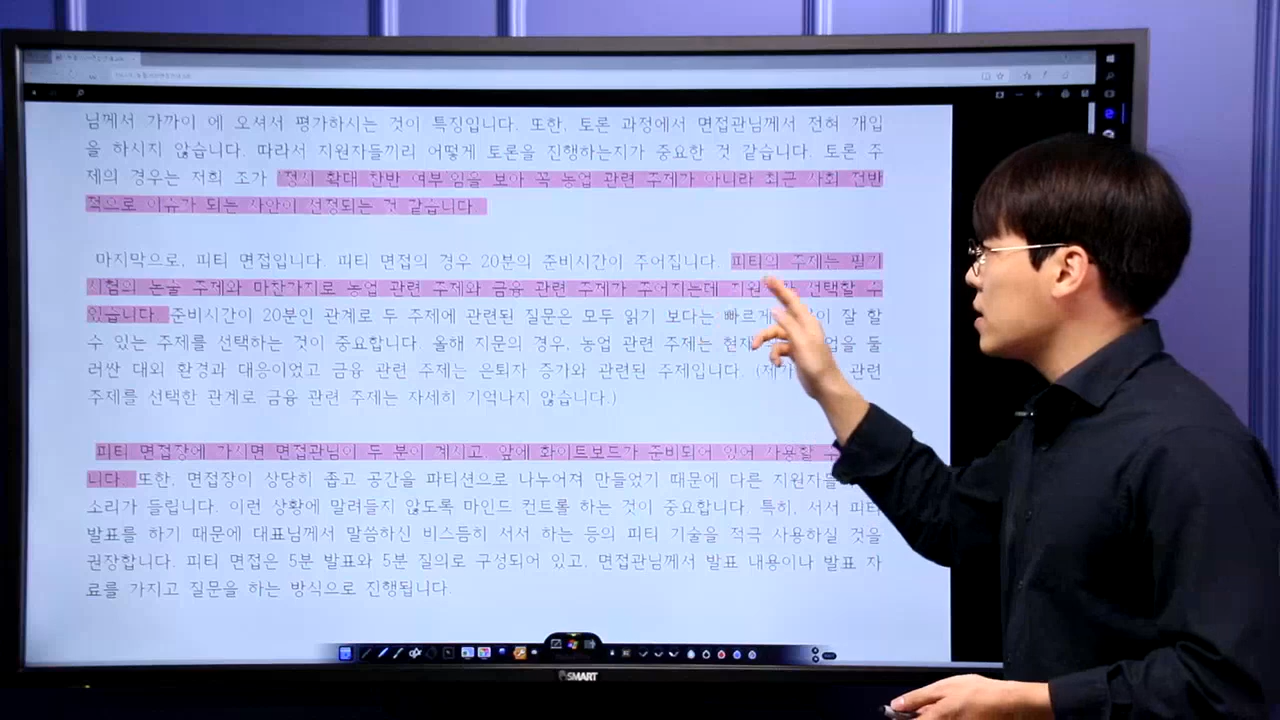 님께서 가까이 에 오셔서 평가하시는 것이 특징입니다. 또한, 토론 과정에서 면접관님께서 전혀 개입
을 하시지 않습니다. 따라서 지원자들끼리 어떻게 토론을 진행하는지가 중요한 것 같습니다. 토론 주
제의 경우는 저희 조가 정시 확대 찬반 여부 임을 보아 꼭 농업 관련 주제가 아니라 최근 사회 전반
적으로 이슈가 되는 사안이 선정되는 것 같습니다.
마지막으로, 피티 면접입니다. 피티 면접의 경우 20분의 준비시간이 주어집니다. 피티의 주제는 필기
시험의 논술 주제와 마찬가지로 농업 관련 주제와 금융 관련 주제가 주어지는데 선택할 수
있습니다. 준비시간이 20분인 관계로 두 주제에 관련된 질문은 모두 읽기 보다는 빠르게 잘 할
수 있는 주제를 선택하는 것이 중요합니다. 올해 지문의 경우, 농업 관련 주제는 현재 둘
러싼 대외 환경과 대응이었고 금융 관련 주제는 은퇴자 증가와 관련된 주제입니다. (제가 관련
주제를 선택한 관계로 금융 관련 주제는 자세히 기억나지 않습니다.)
피티 면접장에 가시면 면접관님이 두 분이 계시고, 앞에 화이트보드가 준비되어 있어 사용할 수
니다. 또한, 면접장이 상당히 좁고 공간을 파티션으로 나누어져 만들었기 때문에 다른
소리가 들립니다. 이런 상황에 말려들지 않도록 마인드 컨트롤 하는 것이 중요합니다. 특히, 서서 피티
발표를 하기 때문에 대표님께서 말씀하신 비스듬히 서서 하는 등의 피티 기술을 적극 사용하실 것을
권장합니다. 피티 면접은 5분 발표와 5분 질의로 구성되어 있고, 면접관님께서 발표 내용이나 발표 자
료를 가지고 질문을 하는 방식으로 진행됩니다.
SMART